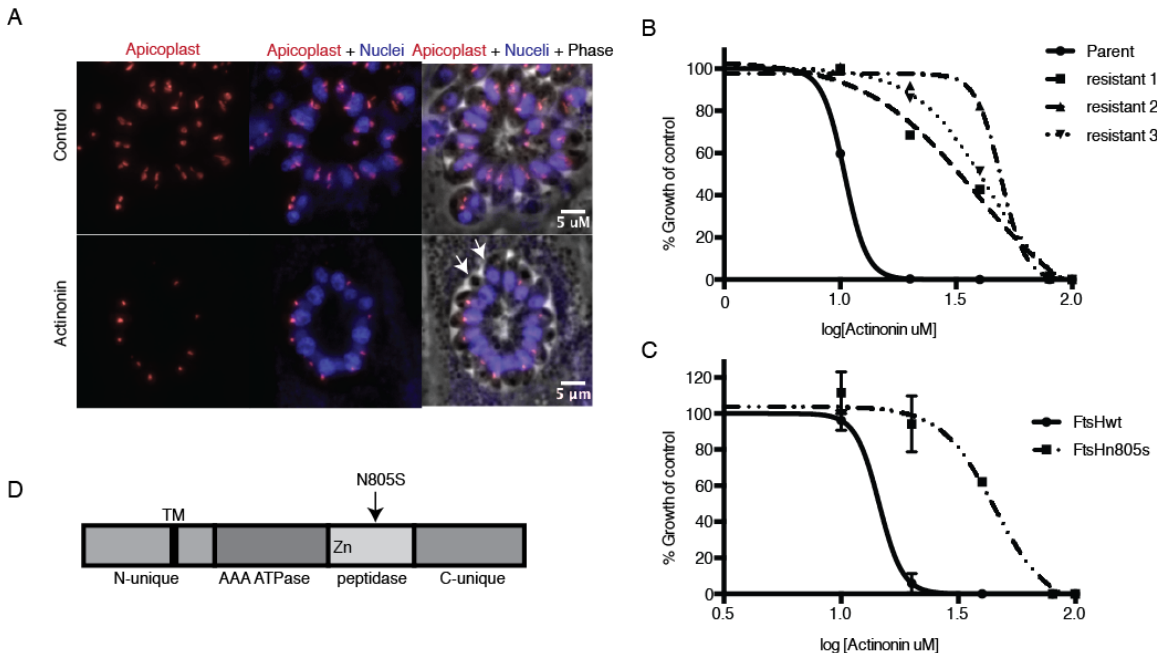 A
Apicoplast
Apicoplast + Nuclei
Apicoplast + Nuceli + Phase
Control
5 uM
Actinonin
5 µm
B
% Growth of control
120
100
80
60
40
20
0
0
1.0
1.5
2.0
log[Actinonin uM]
Parent
resistant 1
resistant 2
resistant 3
C
% Growth of control
120
100
80
60
40
20
0
0.5
1.0
1.5
2.0
log [Actinonin uM]
FtsHwt
FtsHn805s
D
N805S
TM
Zn
N-unique
AAA ATPase
peptidase
C-unique